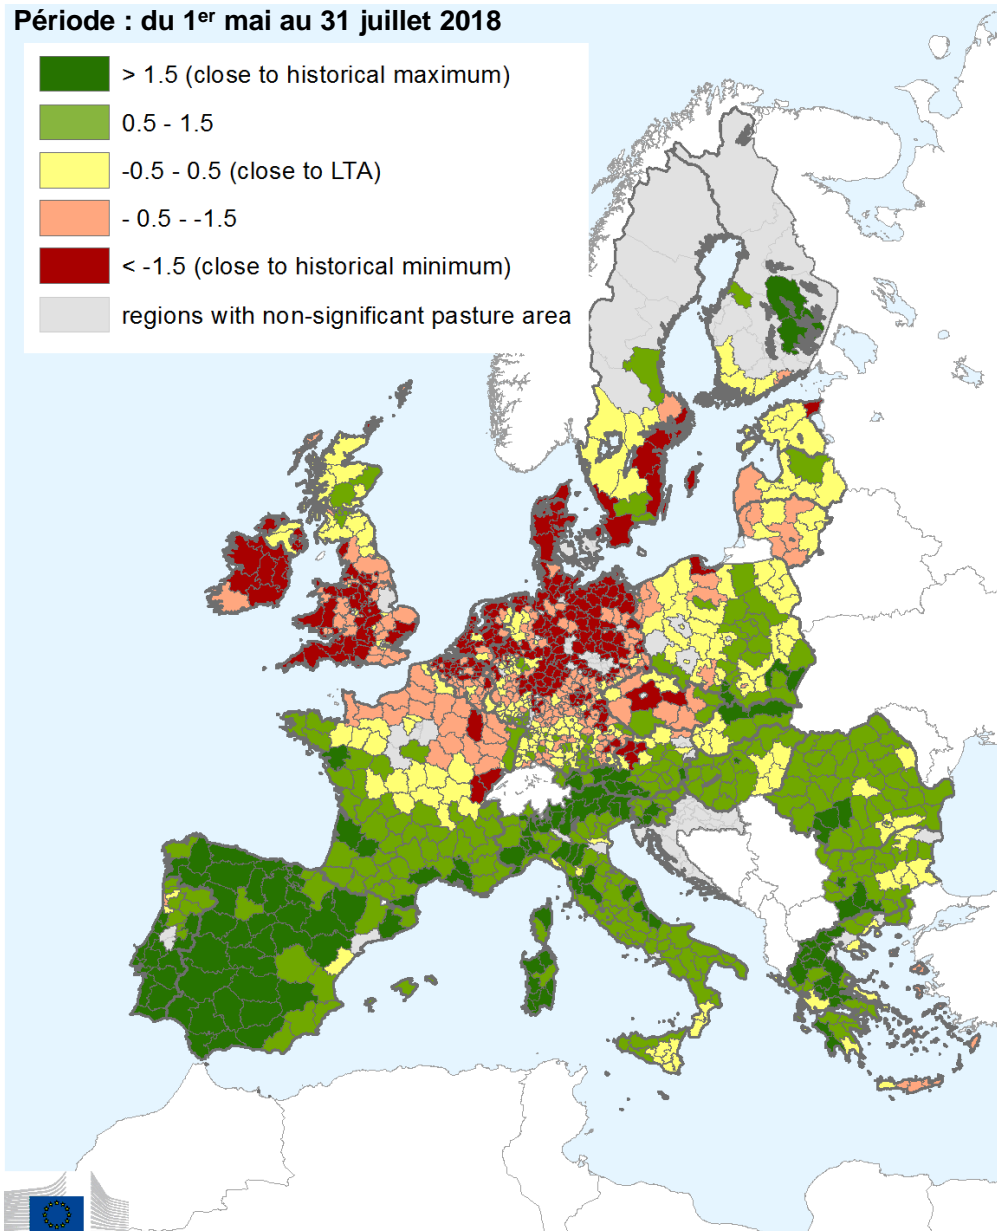 Période : du 1er mai au 31 juillet 2018
> 1.5 (close to historical maximum)
0.5 - 1.5
-0.5 - 0.5 (close to LTA)
- 0.5 - -1.5
< -1.5 (close to historical minimum)
regions with non-significant pasture area